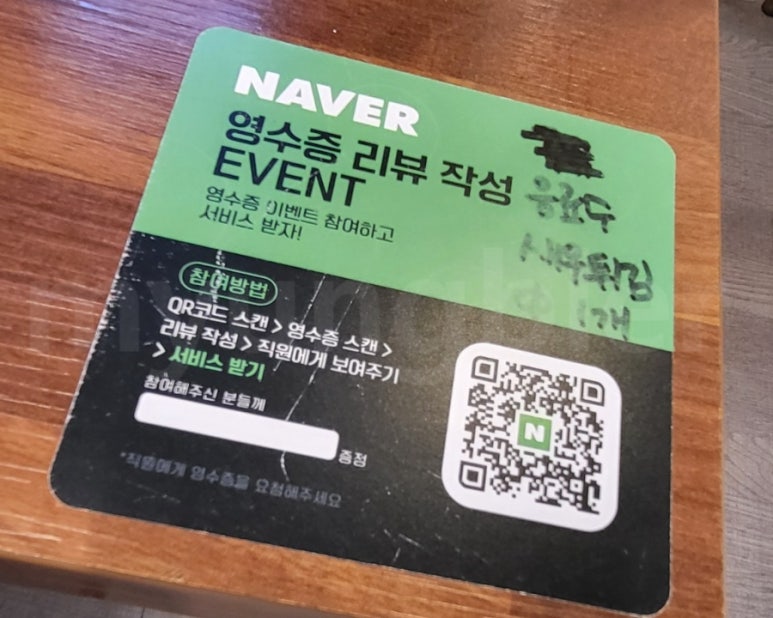 NAVER
영수증 리뷰 작성
EVENT
영수증 이벤트 참여하고
서비스 받자!
음료수
새우튀김
中 1개
참여방법
QR코드 스캔 > 영수증 스캔 >
리뷰 작성 > 직원에게 보여주기
> 서비스 받기
참여해주신 분들께
증정
*직원에게 영수증을 요청해주세요
N